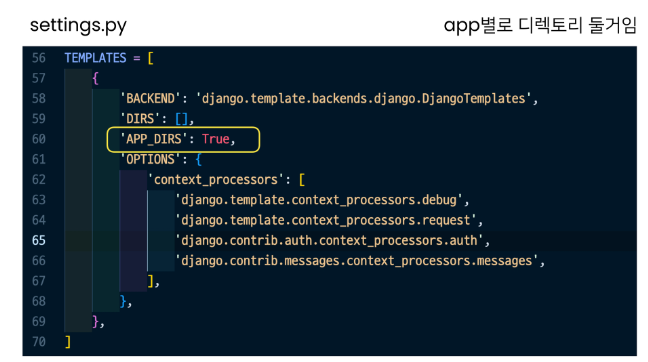 settings.py
app별로 디렉토리 둘거임
56 TEMPLATES = [
57 {
58 'BACKEND': 'django.template.backends.django.DjangoTemplates',
59 'DIRS': [],
60 'APP_DIRS': True,
61 'OPTIONS': {
62 'context_processors': [
63 'django.template.context_processors.debug',
64 'django.template.context_processors.request',
65 'django.contrib.auth.context_processors.auth',
66 'django.contrib.messages.context_processors.messages',
67 ],
68 },
69 },
70 ]